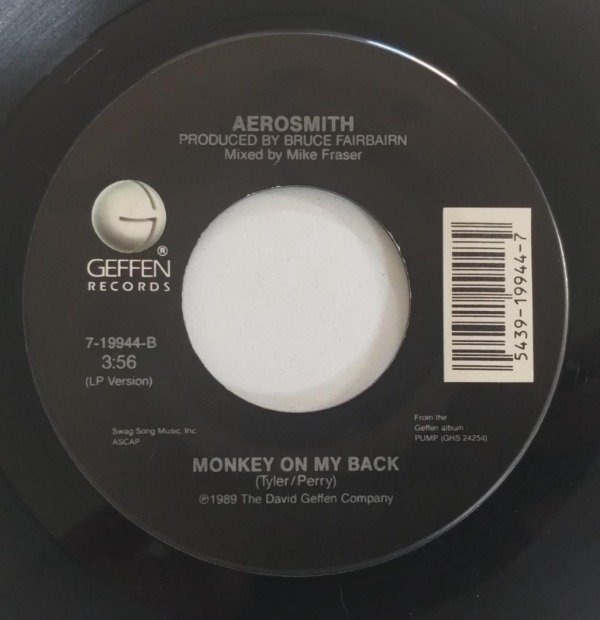 AEROSMITH
PRODUCED BY BRUCE FAIRBAIRN
Mixed by Mike Fraser
G
®
GEFFEN
RECORDS
7-19944-B
3:56
(LP Version)
5439-19944-7
Swag Song Music, Inc
ASCAP
From the
Geffen album
PUMP (GHS 24254)
MONKEY ON MY BACK
(Tyler/Perry)
℗1989 The David Geffen Company